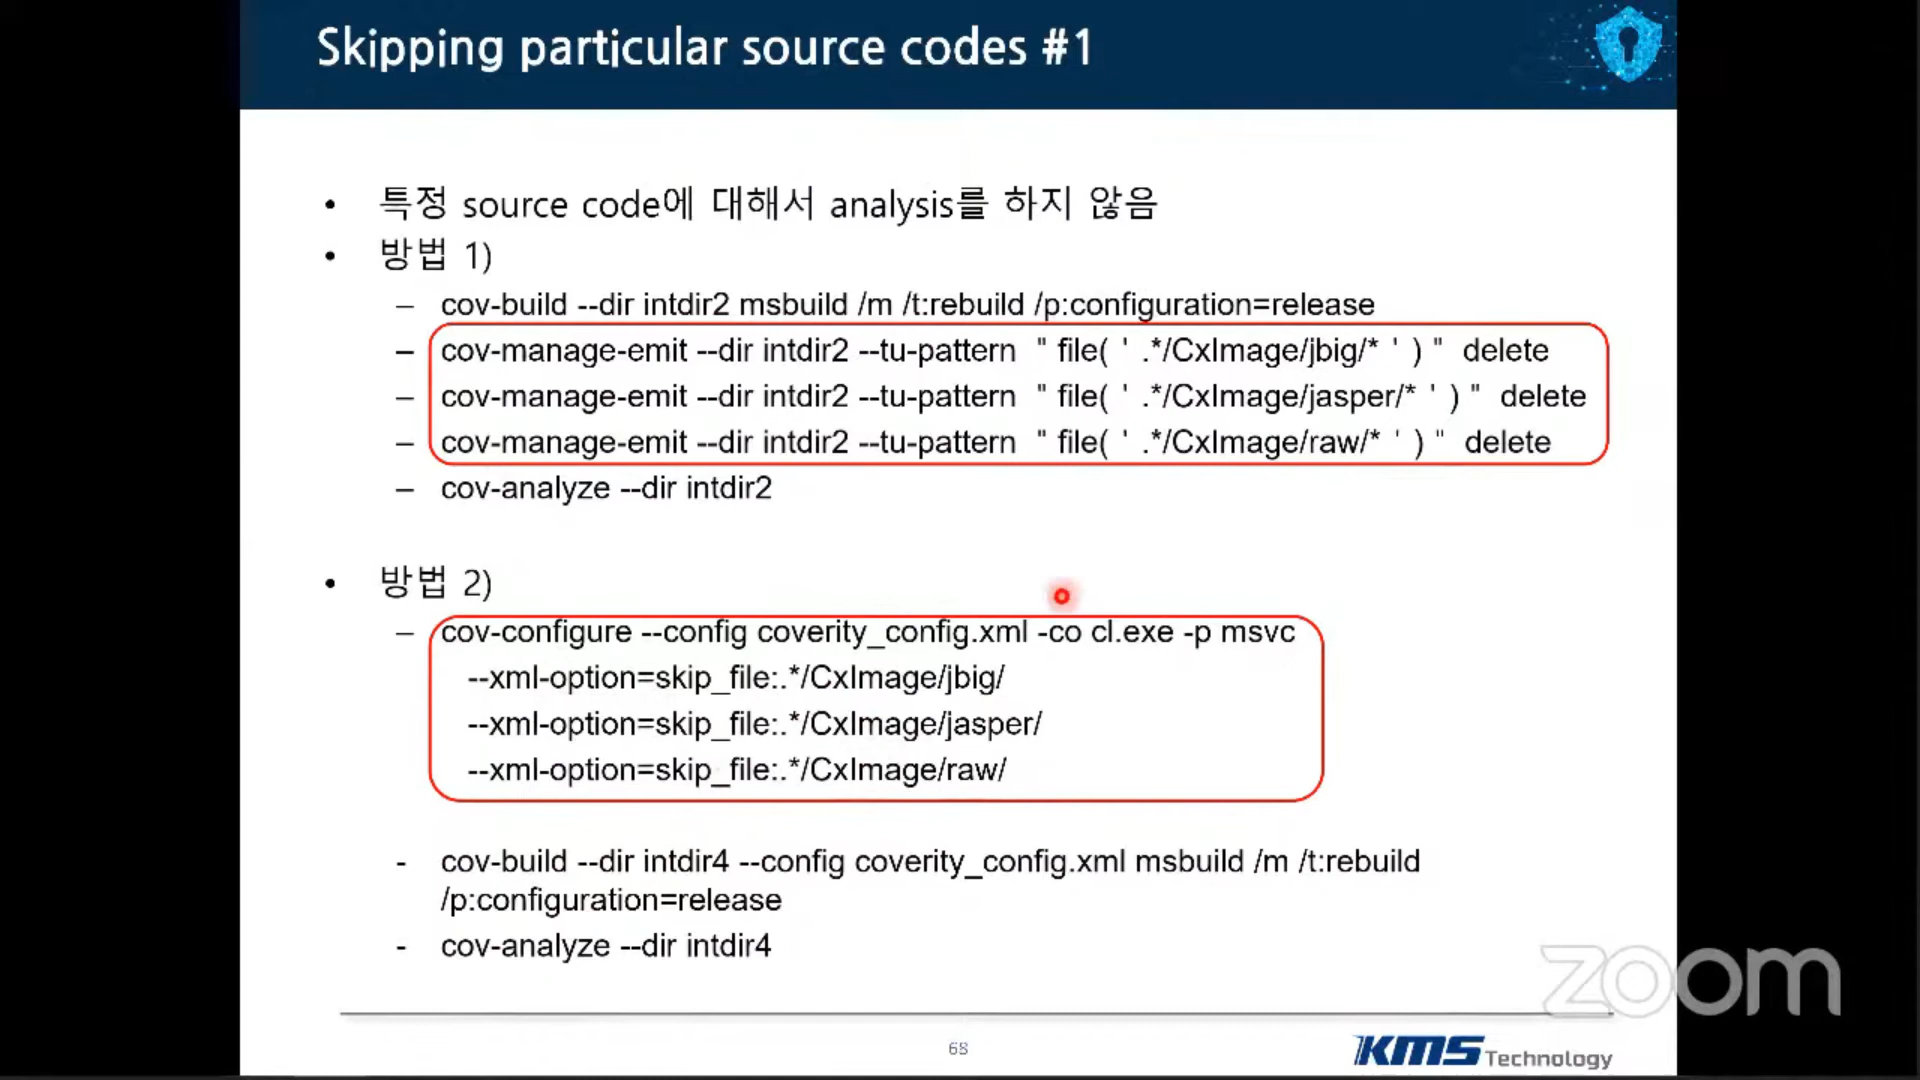 Skipping particular source codes #1
• 특정 source code에 대해서 analysis를 하지 않음
• 방법 1)
– cov-build --dir intdir2 msbuild /m /t:rebuild /p:configuration=release
– cov-manage-emit --dir intdir2 --tu-pattern " file( ' .*/CxImage/jbig/* ' ) " delete
– cov-manage-emit --dir intdir2 --tu-pattern " file( ' .*/CxImage/jasper/* ' ) " delete
– cov-manage-emit --dir intdir2 --tu-pattern " file( ' .*/CxImage/raw/* ' ) " delete
– cov-analyze --dir intdir2
• 방법 2)
– cov-configure --config coverity_config.xml -co cl.exe -p msvc
--xml-option=skip_file:.*/CxImage/jbig/
--xml-option=skip_file:.*/CxImage/jasper/
--xml-option=skip_file:.*/CxImage/raw/
- cov-build --dir intdir4 --config coverity_config.xml msbuild /m /t:rebuild
/p:configuration=release
- cov-analyze --dir intdir4
zoom
68
KMS Technology